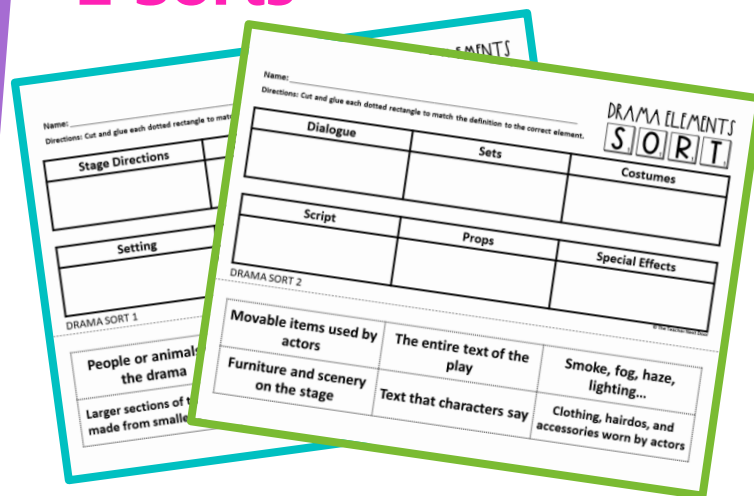 2 Sorts
Name:
Directions: Cut and glue each dotted rectangle to
Stage Directions
Setting
DRAMA SORT 1
People or animals
the drama
Larger sections of
made from smaller
Name:
Directions: Cut and glue each dotted rectangle to match the definition to the correct element.
DRAMA ELEMENTS
SORT
Dialogue
Sets
Costumes
Script
Props
Special Effects
DRAMA SORT 2
Movable items used by
actors
The entire text of the
play
Smoke, fog, haze,
lighting...
Furniture and scenery
on the stage
Text that characters say
Clothing, hairdos, and
accessories worn by actors